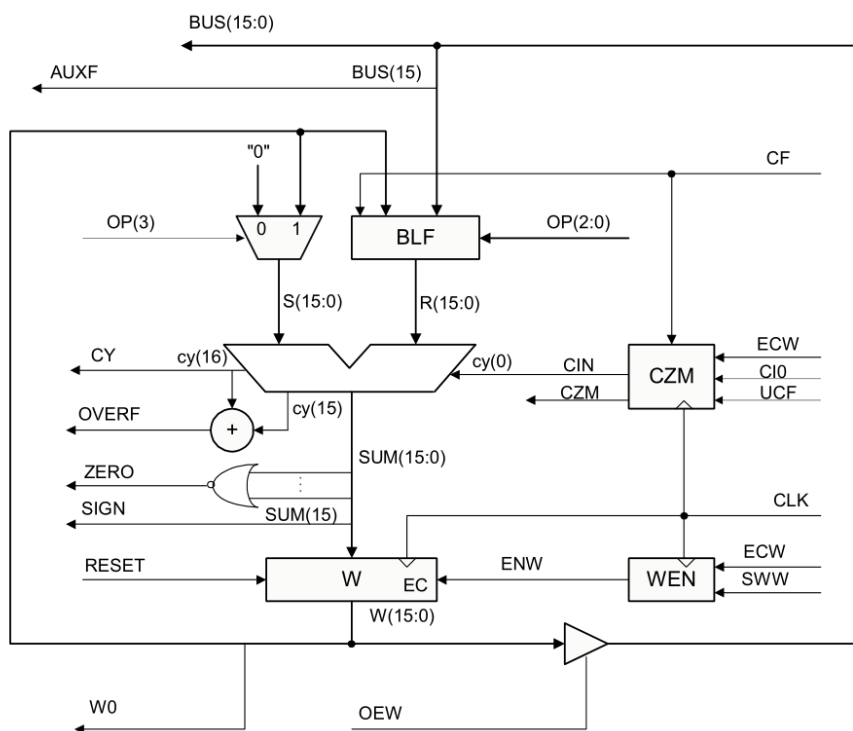 BUS(15:0)
AUXF
BUS(15)
"0"
CF
OP(3)
0 1
BLF
OP(2:0)
S(15:0)
R(15:0)
CY
cy(16)
cy(0)
CIN
CZM
ECW
CI0
UCF
CZM
cy(15)
OVERF
+
SUM(15:0)
ZERO
SIGN
SUM(15)
CLK
RESET
W
EC
ENW
WEN
ECW
SWW
W(15:0)
W0
OEW